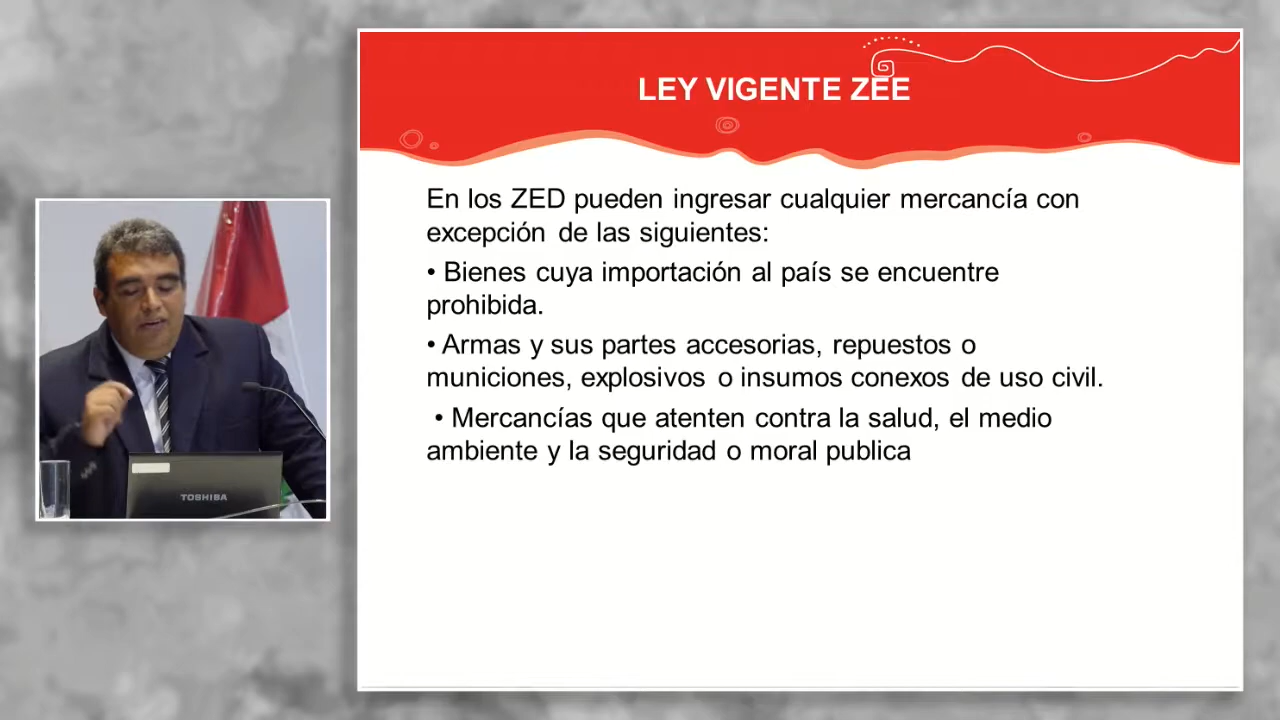 LEY VIGENTE ZEE
En los ZED pueden ingresar cualquier mercancía con
excepción de las siguientes:
• Bienes cuya importación al país se encuentre
prohibida.
• Armas y sus partes accesorias, repuestos o
municiones, explosivos o insumos conexos de uso civil.
• Mercancías que atenten contra la salud, el medio
ambiente y la seguridad o moral publica
TOSHIBA